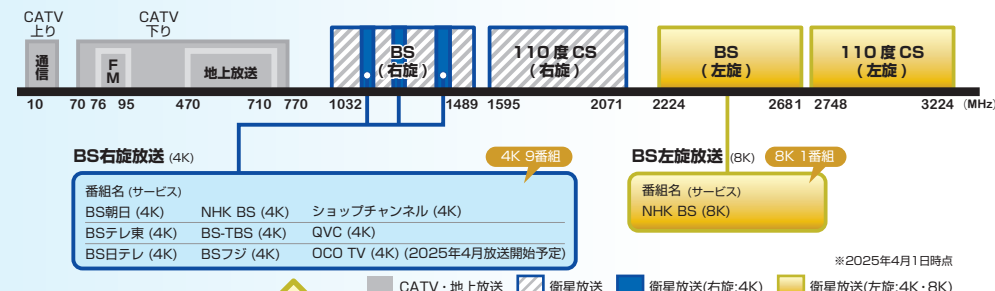 CATV
上り
CATV
下り
通信
FM
地上放送
BS
(右旋)
110度CS
(右旋)
BS
(左旋)
110度CS
(左旋)
10 70 76 95 470 710 770 1032 1489 1595 2071 2224 2681 2748 3224 (MHz)
BS右旋放送 (4K)
4K 9番組
番組名 (サービス)
BS朝日 (4K) NHK BS (4K) ショップチャンネル (4K)
BSテレ東 (4K) BS-TBS (4K) QVC (4K)
BS日テレ (4K) BSフジ (4K) OCO TV (4K) (2025年4月放送開始予定)
BS左旋放送 (8K)
8K 1番組
番組名 (サービス)
NHK BS (8K)
※2025年4月1日時点
CATV・地上放送 衛星放送 衛星放送(右旋:4K) 衛星放送(左旋:4K・8K)